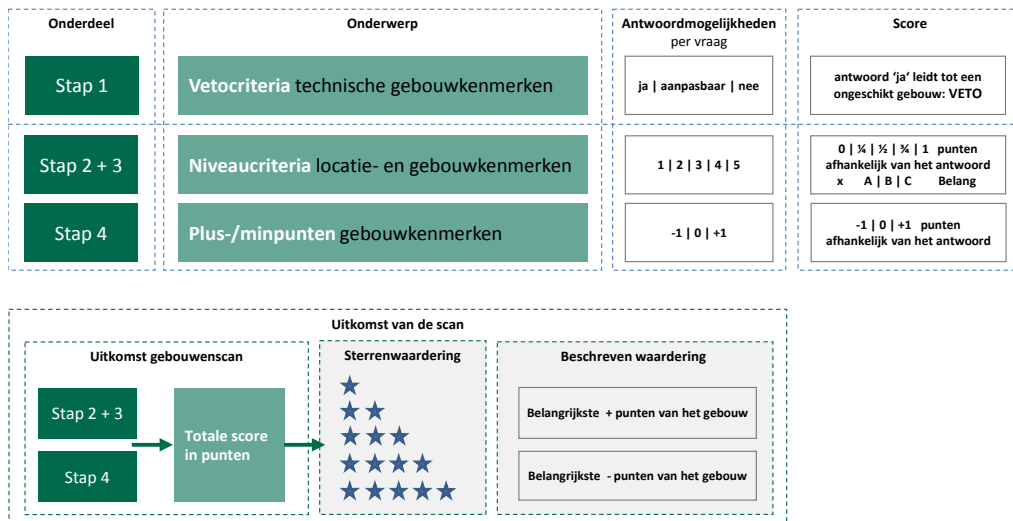 Onderdeel
Onderwerp
Antwoordmogelijkheden
per vraag
Score
Stap 1
Vetocriteria technische gebouwkenmerken
ja | aanpasbaar | nee
antwoord ‘ja‘ leidt tot een
ongeschikt gebouw: VETO
Stap 2 + 3
Niveaucriteria locatie- en gebouwkenmerken
1 | 2 | 3 | 4 | 5
0 | ¼ | ½ | ¾ | 1 punten
afhankelijk van het antwoord
x A | B | C Belang
Stap 4
Plus-/minpunten gebouwkenmerken
-1 | 0 | +1
-1 | 0 | +1 punten
afhankelijk van het antwoord
Uitkomst van de scan
Uitkomst gebouwenscan
Stap 2 + 3
Stap 4
Totale score
in punten
Sterrenwaardering
Beschreven waardering
Belangrijkste + punten van het gebouw
Belangrijkste - punten van het gebouw